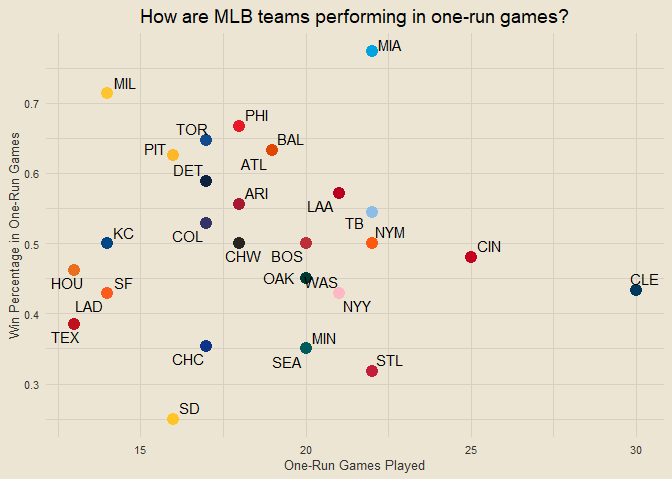 How are MLB teams performing in one-run games?
MIA
MIL
0.7
PHI
TOR
BAL
PIT
ATL
DET
0.6
ARI
LAA
TB
COL
NYM
KC
0.5
CIN
CHW
BOS
OAK
WAS
CLE
HOU
SF
LAD
NYY
0.4
TEX
MIN
CHC
SEA
STL
0.3
SD
Win Percentage in One-Run Games
15
20
25
30
One-Run Games Played